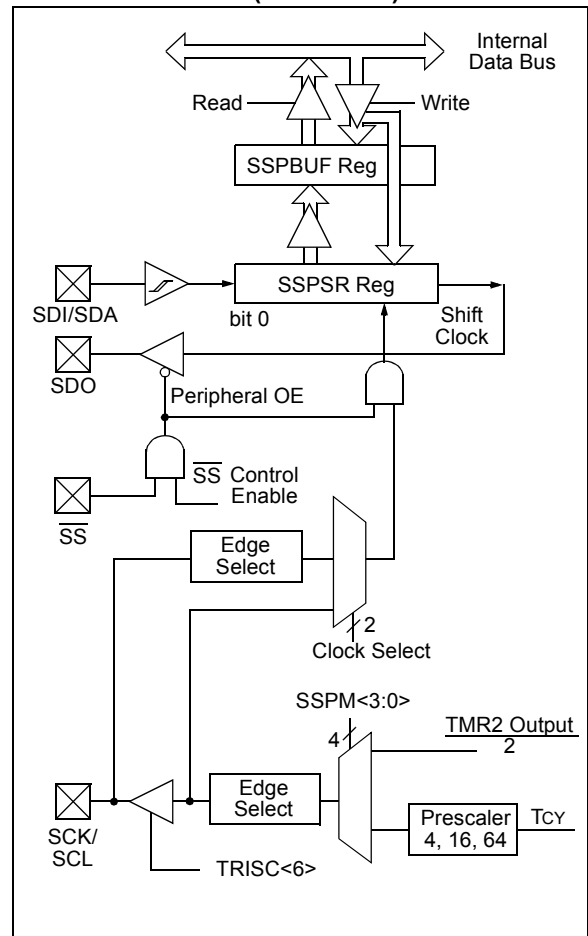 Internal
Data Bus
Read
Write
SSPBUF Reg
SSPSR Reg
SDI/SDA
bit 0
Shift
Clock
SDO
Peripheral OE
SS Control
Enable
SS
Edge
Select
2
Clock Select
SSPM<3:0>
4
TMR2 Output
2
Edge
Select
Prescaler
4, 16, 64
TCY
SCK/
SCL
TRISC<6>